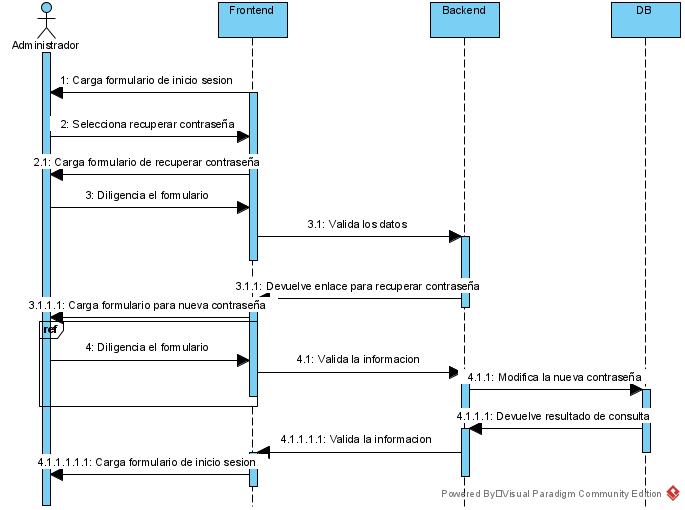 Frontend
Backend
DB
Administrador
1: Carga formulario de inicio sesion
2: Selecciona recuperar contraseña
2.1: Carga formulario de recuperar contraseña
3: Diligencia el formulario
3.1: Valida los datos
3.1.1: Devuelve enlace para recuperar contraseña
3.1.1.1: Carga formulario para nueva contraseña
ref
4: Diligencia el formulario
4.1: Valida la informacion
4.1.1: Modifica la nueva contraseña
4.1.1.1: Devuelve resultado de consulta
4.1.1.1.1: Valida la informacion
4.1.1.1.1.1: Carga formulario de inicio sesion
Powered By Visual Paradigm Community Edition